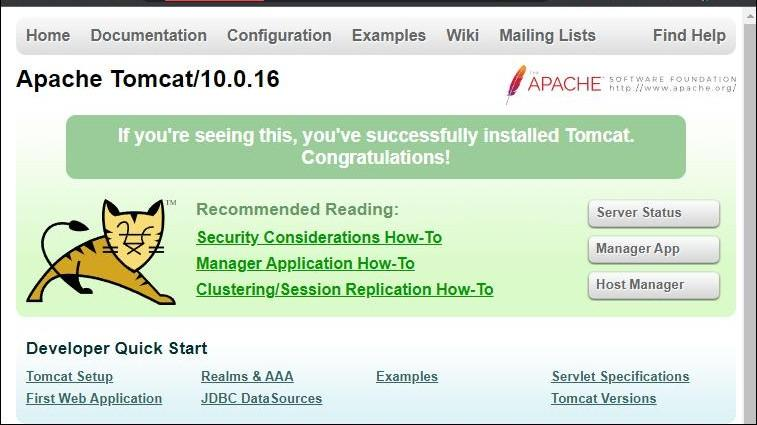 Home Documentation Configuration Examples Wiki Mailing Lists Find Help
Apache Tomcat/10.0.16
THE
APACHE™ SOFTWARE FOUNDATION
http://www.apache.org/
If you're seeing this, you've successfully installed Tomcat.
Congratulations!
TM
Recommended Reading:
Security Considerations How-To
Manager Application How-To
Clustering/Session Replication How-To
Server Status
Manager App
Host Manager
Developer Quick Start
Tomcat Setup Realms & AAA Examples Servlet Specifications
First Web Application JDBC DataSources Tomcat Versions